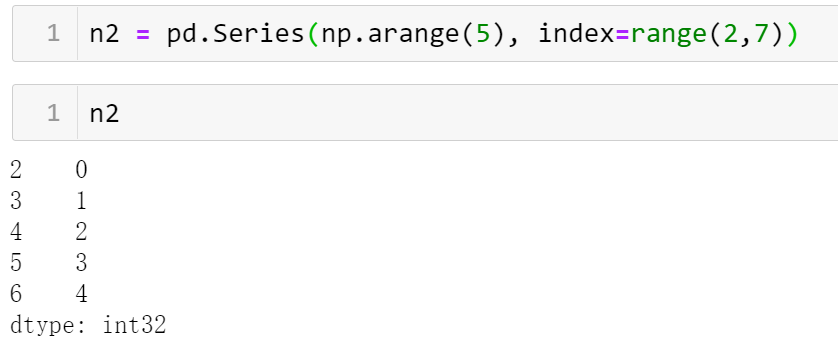 1 n2 = pd.Series(np.arange(5), index=range(2,7))
1 n2
2 0
3 1
4 2
5 3
6 4
dtype: int32